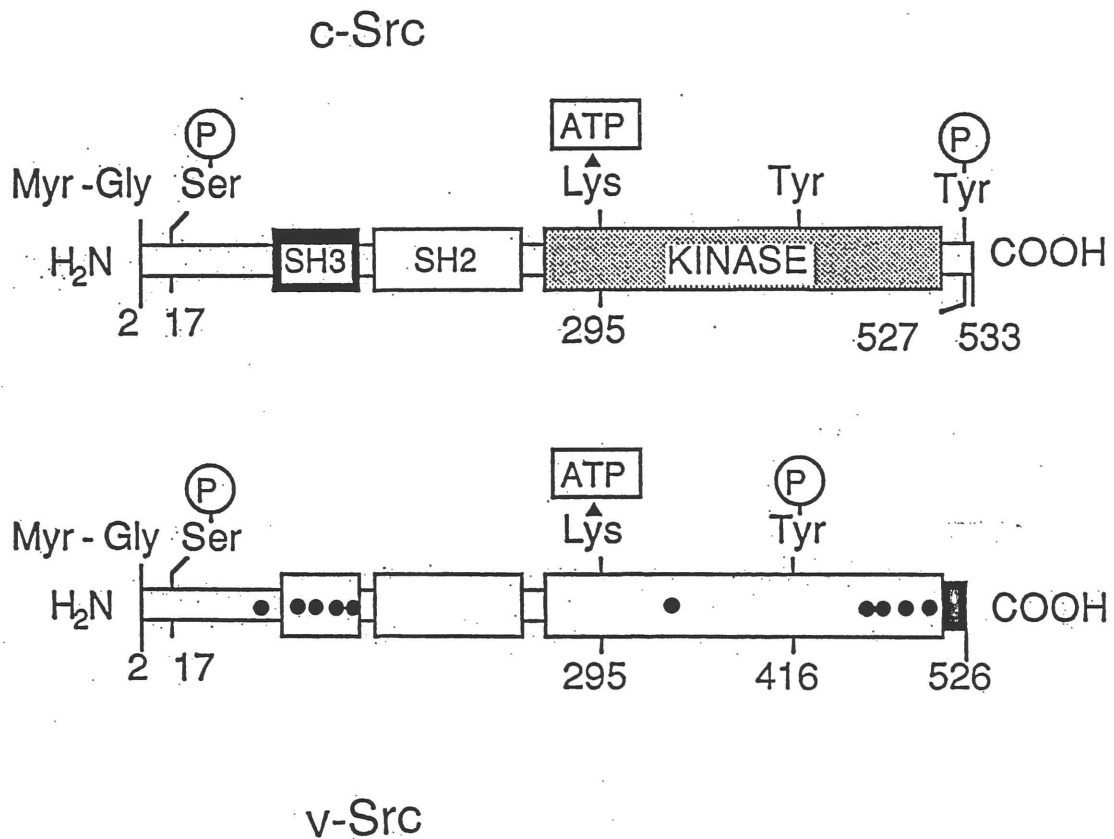 c-Src
P
ATP
P
Myr-Gly Ser Lys Tyr Tyr
H₂N SH3 SH2 KINASE COOH
2 17 295 527 533
P
ATP
P
Myr - Gly Ser Lys Tyr
H₂N COOH
2 17 295 416 526
v-Src